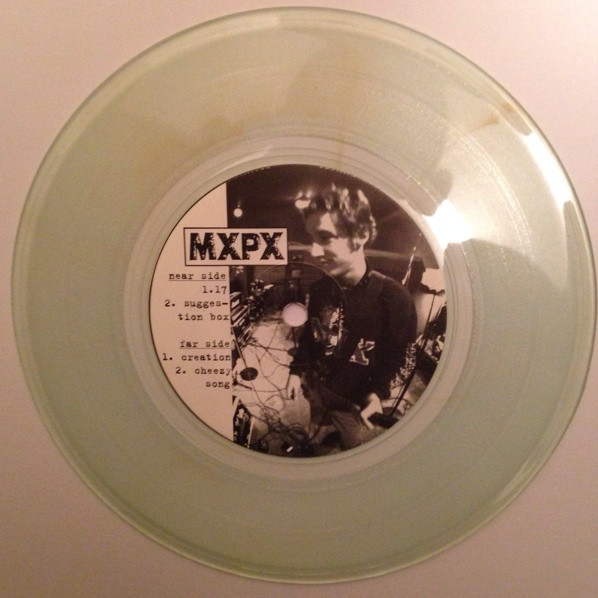 MXPX
near side
1.17
2. sugges-
tion box
far side
1. creation
2. cheezy
song